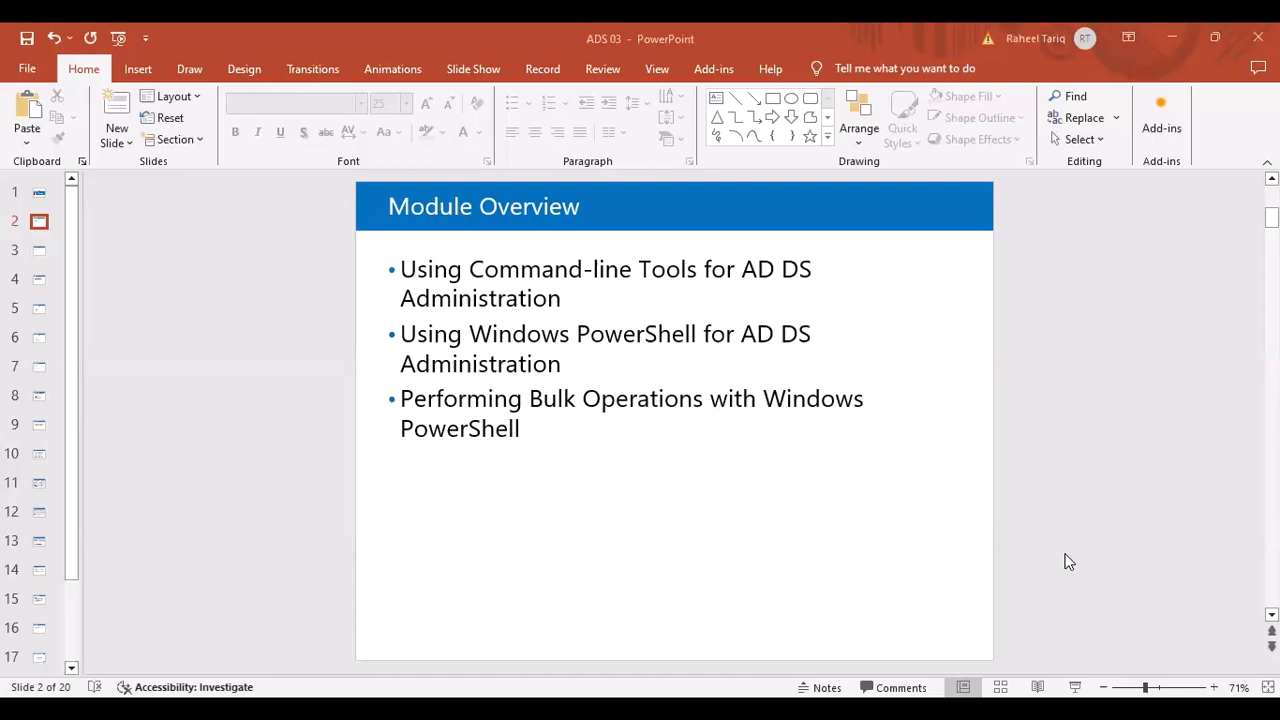 ADS 03 - PowerPoint
Raheel Tariq
RT
File
Home
Insert
Draw
Design
Transitions
Animations
Slide Show
Record
Review
View
Add-ins
Help
Tell me what you want to do
Paste
New
Slide
Layout
Reset
Section
25
B I U S abc AV Aa A
Arrange
Quick
Styles
Shape Fill
Shape Outline
Shape Effects
Find
Replace
Select
Add-ins
Clipboard
Slides
Font
Paragraph
Drawing
Editing
Add-ins
1
2
3
4
5
6
7
8
9
10
11
12
13
14
15
16
17
Module Overview
• Using Command-line Tools for AD DS
Administration
• Using Windows PowerShell for AD DS
Administration
• Performing Bulk Operations with Windows
PowerShell
Slide 2 of 20
Accessibility: Investigate
Notes
Comments
71%